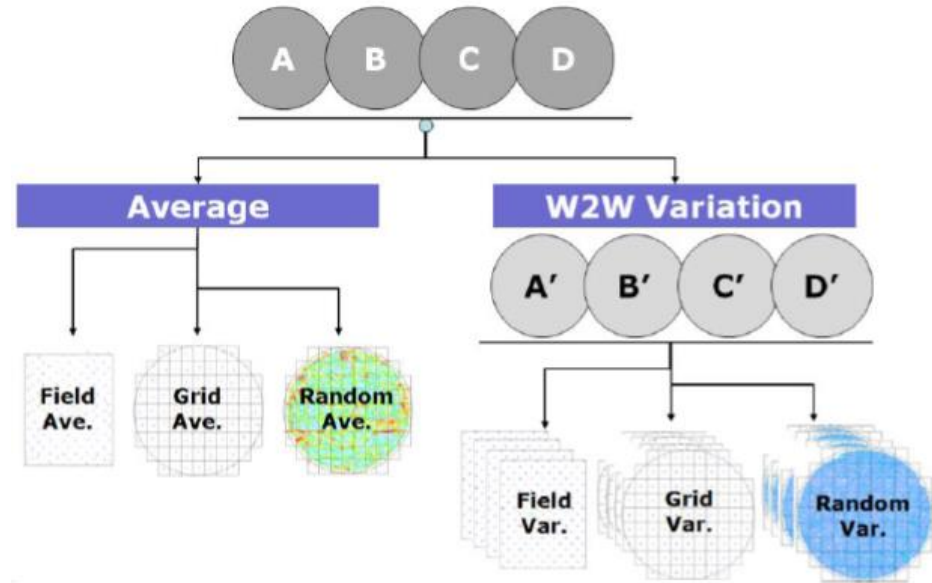 A B C D
Average
W2W Variation
A′ B′ C′ D′
Field
Ave.
Grid
Ave.
Random
Ave.
Field
Var.
Grid
Var.
Random
Var.